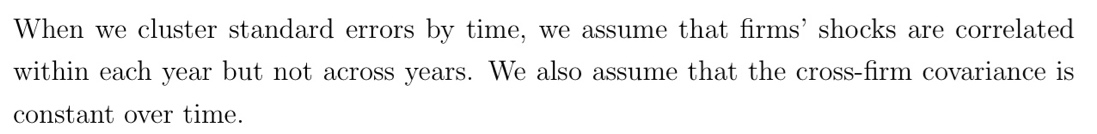 When we cluster standard errors by time, we assume that firms’ shocks are correlated
within each year but not across years. We also assume that the cross-firm covariance is
constant over time.